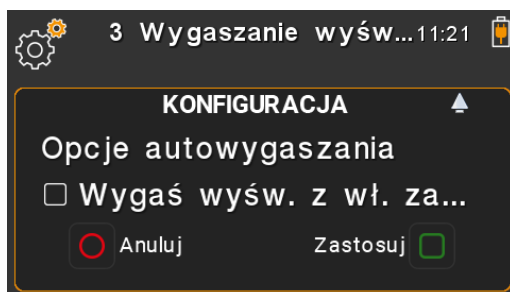 3 Wygaszanie wyśw...11:21
KONFIGURACJA
Opcje autowygaszania
Wygaś wyśw. z wł. za...
Anuluj Zastosuj